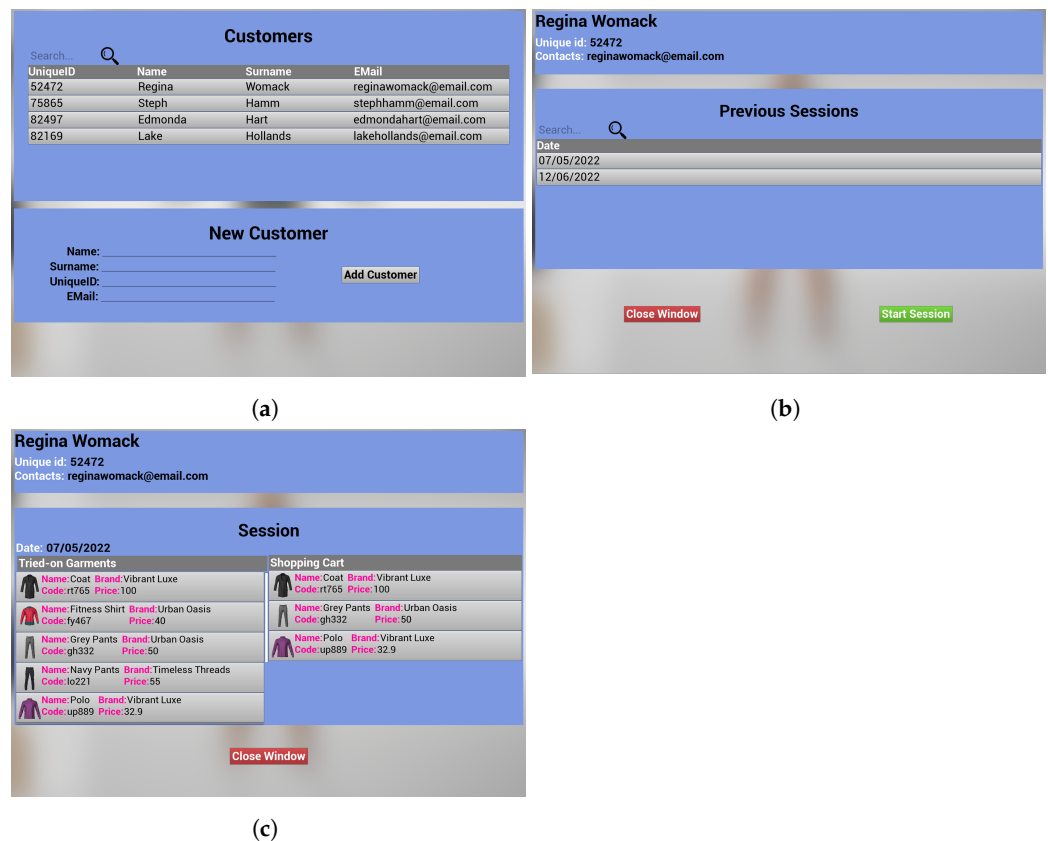 Customers
Search...
UniqueID Name Surname EMail
52472 Regina Womack reginawomack@email.com
75865 Steph Hamm stephhamm@email.com
82497 Edmonda Hart edmondahart@email.com
82169 Lake Hollands lakehollands@email.com
New Customer
Name:
Surname:
UniqueID:
EMail:
Add Customer
(a)
Regina Womack
Unique id: 52472
Contacts: reginawomack@email.com
Previous Sessions
Search...
Date
07/05/2022
12/06/2022
Close Window
Start Session
(b)
Regina Womack
Unique id: 52472
Contacts: reginawomack@email.com
Session
Date: 07/05/2022
Tried-on Garments
Name:Coat Brand:Vibrant Luxe
Code:rt765 Price:100
Name:Fitness Shirt Brand:Urban Oasis
Code:fy467 Price:40
Name:Grey Pants Brand:Urban Oasis
Code:gh332 Price:50
Name:Navy Pants Brand:Timeless Threads
Code:lo221 Price:55
Name:Polo Brand:Vibrant Luxe
Code:up889 Price:32.9
Shopping Cart
Name:Coat Brand:Vibrant Luxe
Code:rt765 Price:100
Name:Grey Pants Brand:Urban Oasis
Code:gh332 Price:50
Name:Polo Brand:Vibrant Luxe
Code:up889 Price:32.9
Close Window
(c)